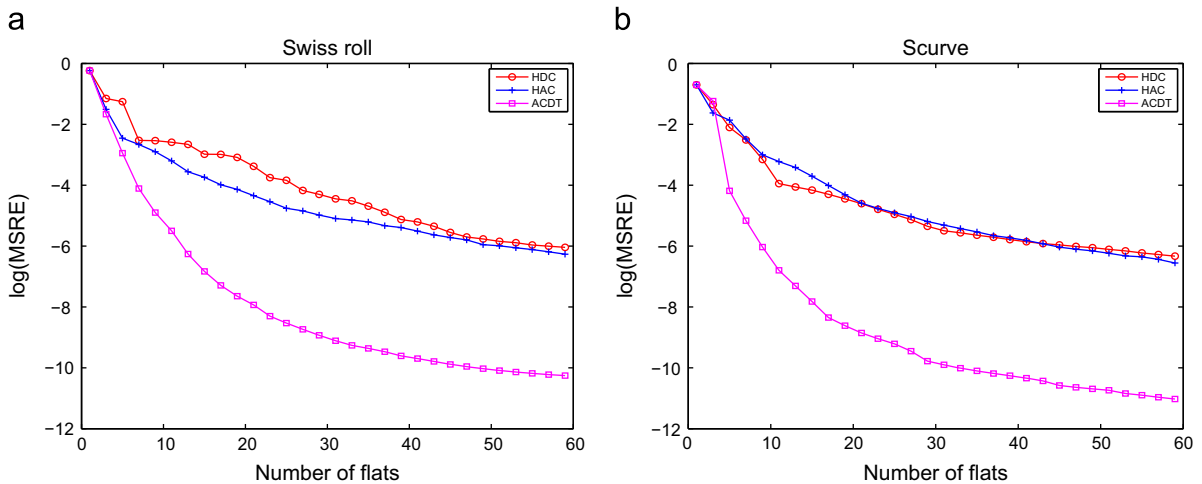 a
Swiss roll
0
−2
−4
−6
−8
−10
−12
log(MSRE)
HDC
HAC
ACDT
0 10 20 30 40 50 60
Number of flats
b
Scurve
0
−2
−4
−6
−8
−10
−12
log(MSRE)
HDC
HAC
ACDT
0 10 20 30 40 50 60
Number of flats